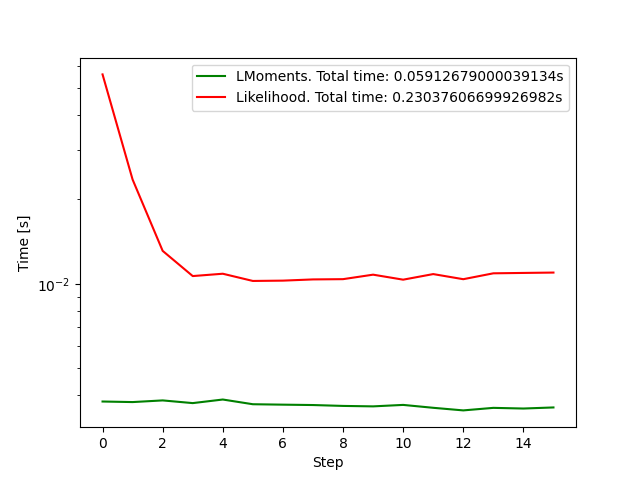 LMoments. Total time: 0.05912679000039134s
Likelihood. Total time: 0.23037606699926982s
Time [s]
10⁻²
0 2 4 6 8 10 12 14
Step